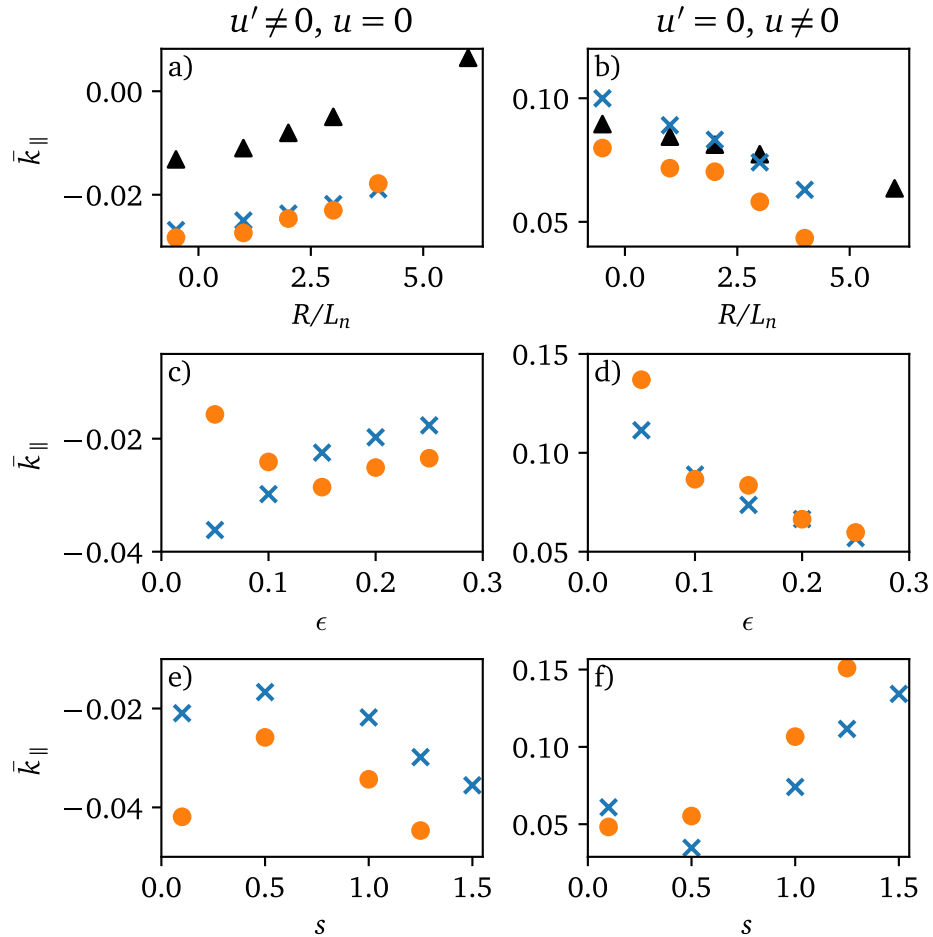 u′ ≠ 0, u = 0
u′ = 0, u ≠ 0
a)
0.00
−0.02
k̄∥
0.0 2.5 5.0
R/Lₙ
b)
0.10
0.05
0.0 2.5 5.0
R/Lₙ
c)
−0.02
−0.04
k̄∥
0.0 0.1 0.2 0.3
ϵ
d)
0.15
0.10
0.05
0.0 0.1 0.2 0.3
ϵ
e)
−0.02
−0.04
k̄∥
0.0 0.5 1.0 1.5
s
f)
0.15
0.10
0.05
0.0 0.5 1.0 1.5
s